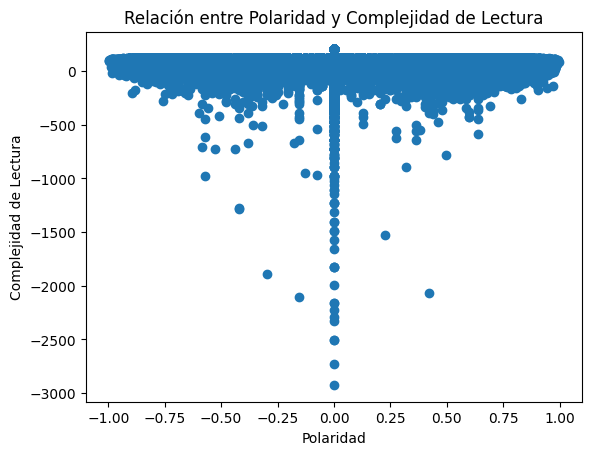 Relación entre Polaridad y Complejidad de Lectura
Complejidad de Lectura
0
−500
−1000
−1500
−2000
−2500
−3000
−1.00 −0.75 −0.50 −0.25 0.00 0.25 0.50 0.75 1.00
Polaridad